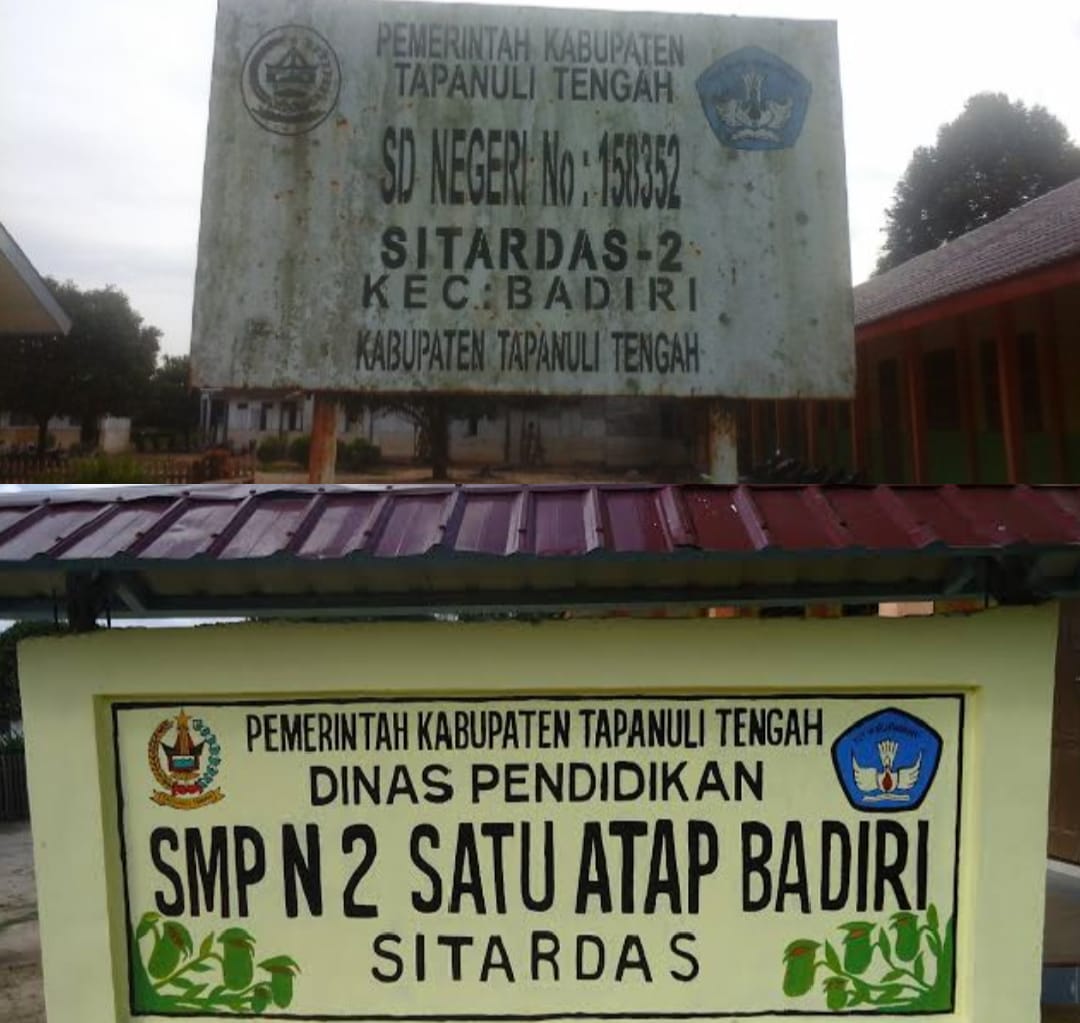 PEMERINTAH KABUPATEN
TAPANULI TENGAH
SD NEGERI No : 158352
SITARDAS-2
KEC : BADIRI
KABUPATEN TAPANULI TENGAH
PEMERINTAH KABUPATEN TAPANULI TENGAH
DINAS PENDIDIKAN
SMP N 2 SATU ATAP BADIRI
SITARDAS